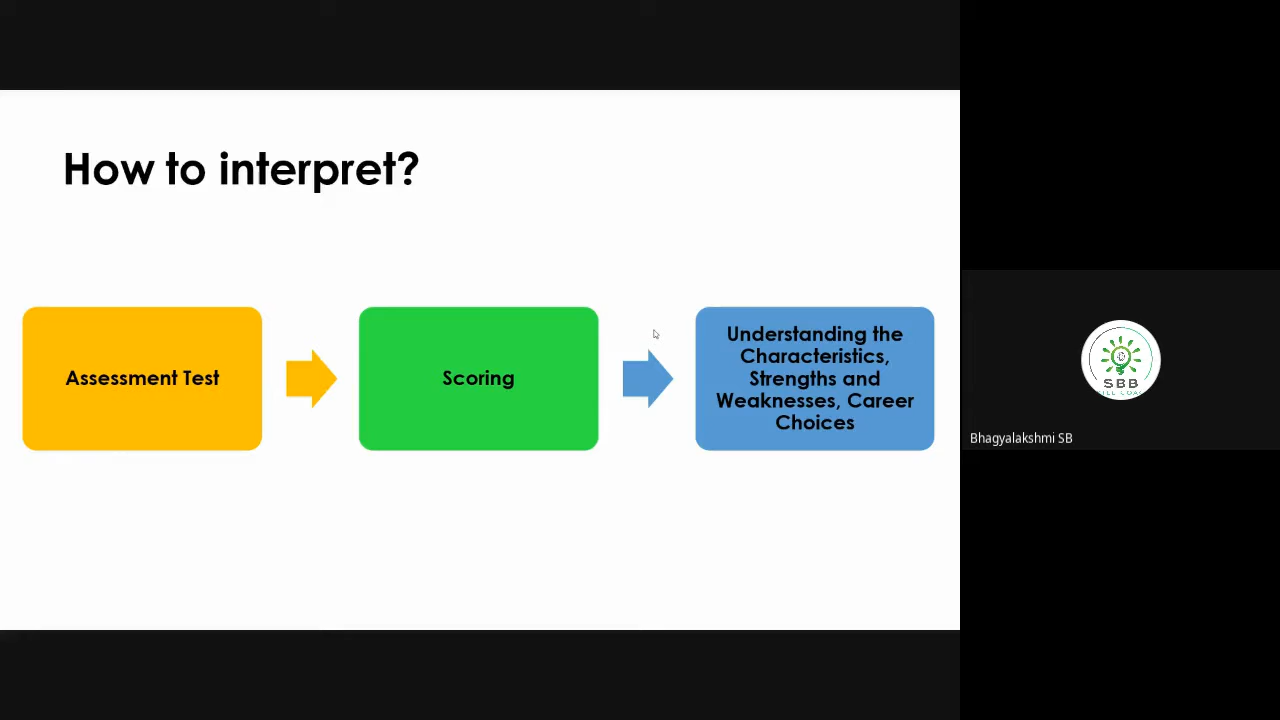 How to interpret?
Assessment Test
Scoring
Understanding the
Characteristics,
Strengths and
Weaknesses, Career
Choices
SBB
Bhagyalakshmi SB